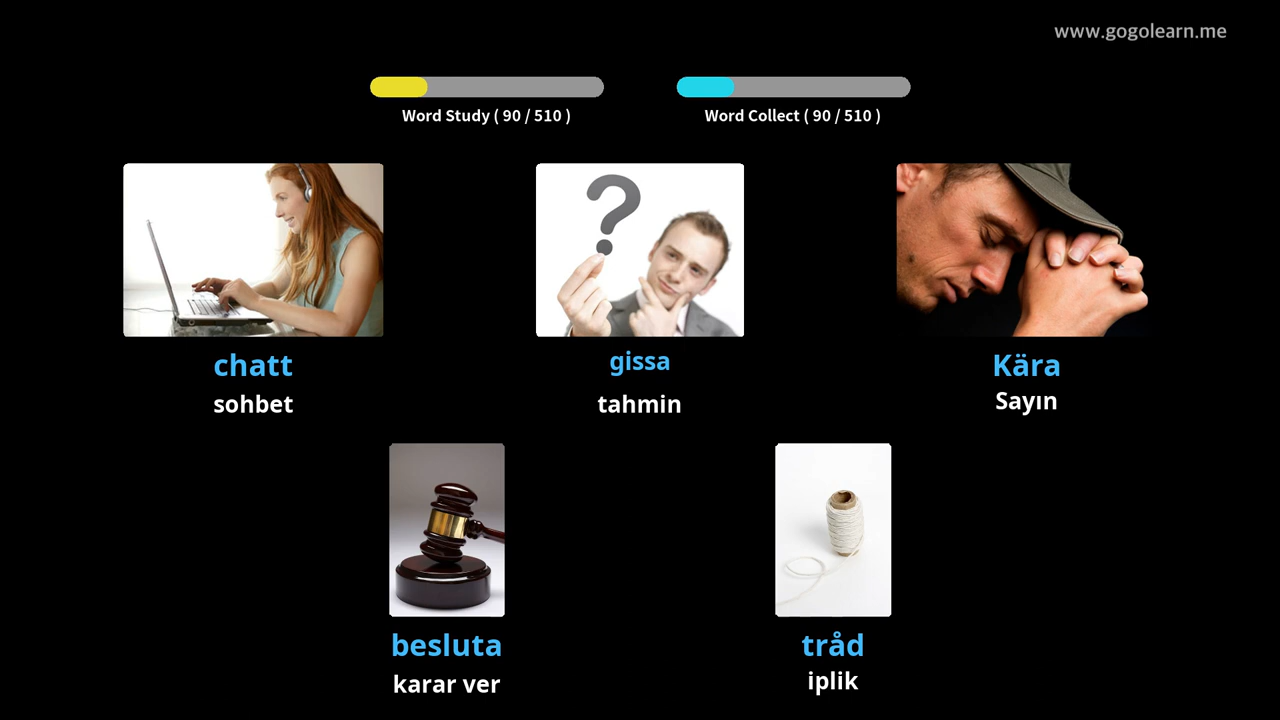 www.gogolearn.me
Word Study ( 90 / 510 )
Word Collect ( 90 / 510 )
chatt
sohbet
gissa
tahmin
Kära
Sayın
besluta
karar ver
tråd
iplik